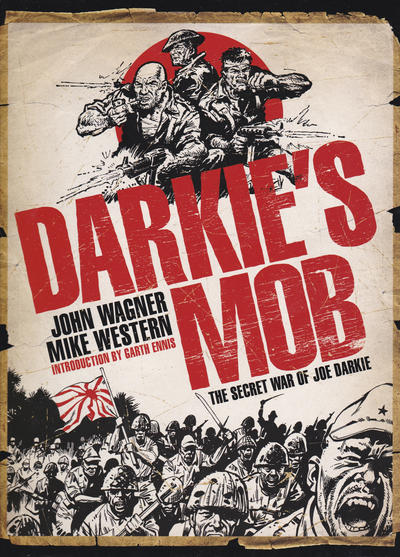 DARKIE'S
MOB
JOHN WAGNER
MIKE WESTERN
INTRODUCTION BY GARTH ENNIS
THE SECRET WAR OF JOE DARKIE